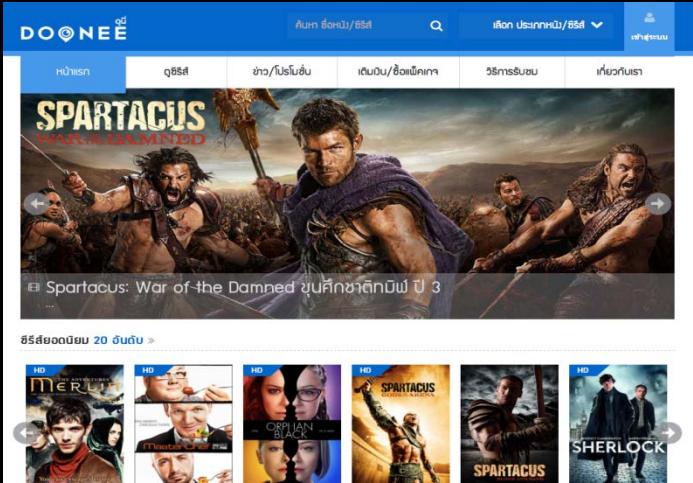 DOONEE ดูนี่
ค้นหา ชื่อหนัง/ซีรีส์
เลือก ประเภทหนัง/ซีรีส์
เข้าสู่ระบบ
หน้าแรก
ดูซีรีส์
ข่าว/โปรโมชั่น
เติมเงิน/ซื้อแพ็คเกจ
วิธีการรับชม
เกี่ยวกับเรา
SPARTACUS
WAR OF THE DAMNED
Spartacus: War of the Damned ขุนศึกชาติทมิฬ ปี 3
...
ซีรีส์ยอดนิยม 20 อันดับ »
HD
HD
HD
HD
HD
THE ADVENTURES OF
MERLIN
MasterChef
ORPHAN
BLACK
SPARTACUS
GODS OF THE ARENA
SPARTACUS
SHERLOCK